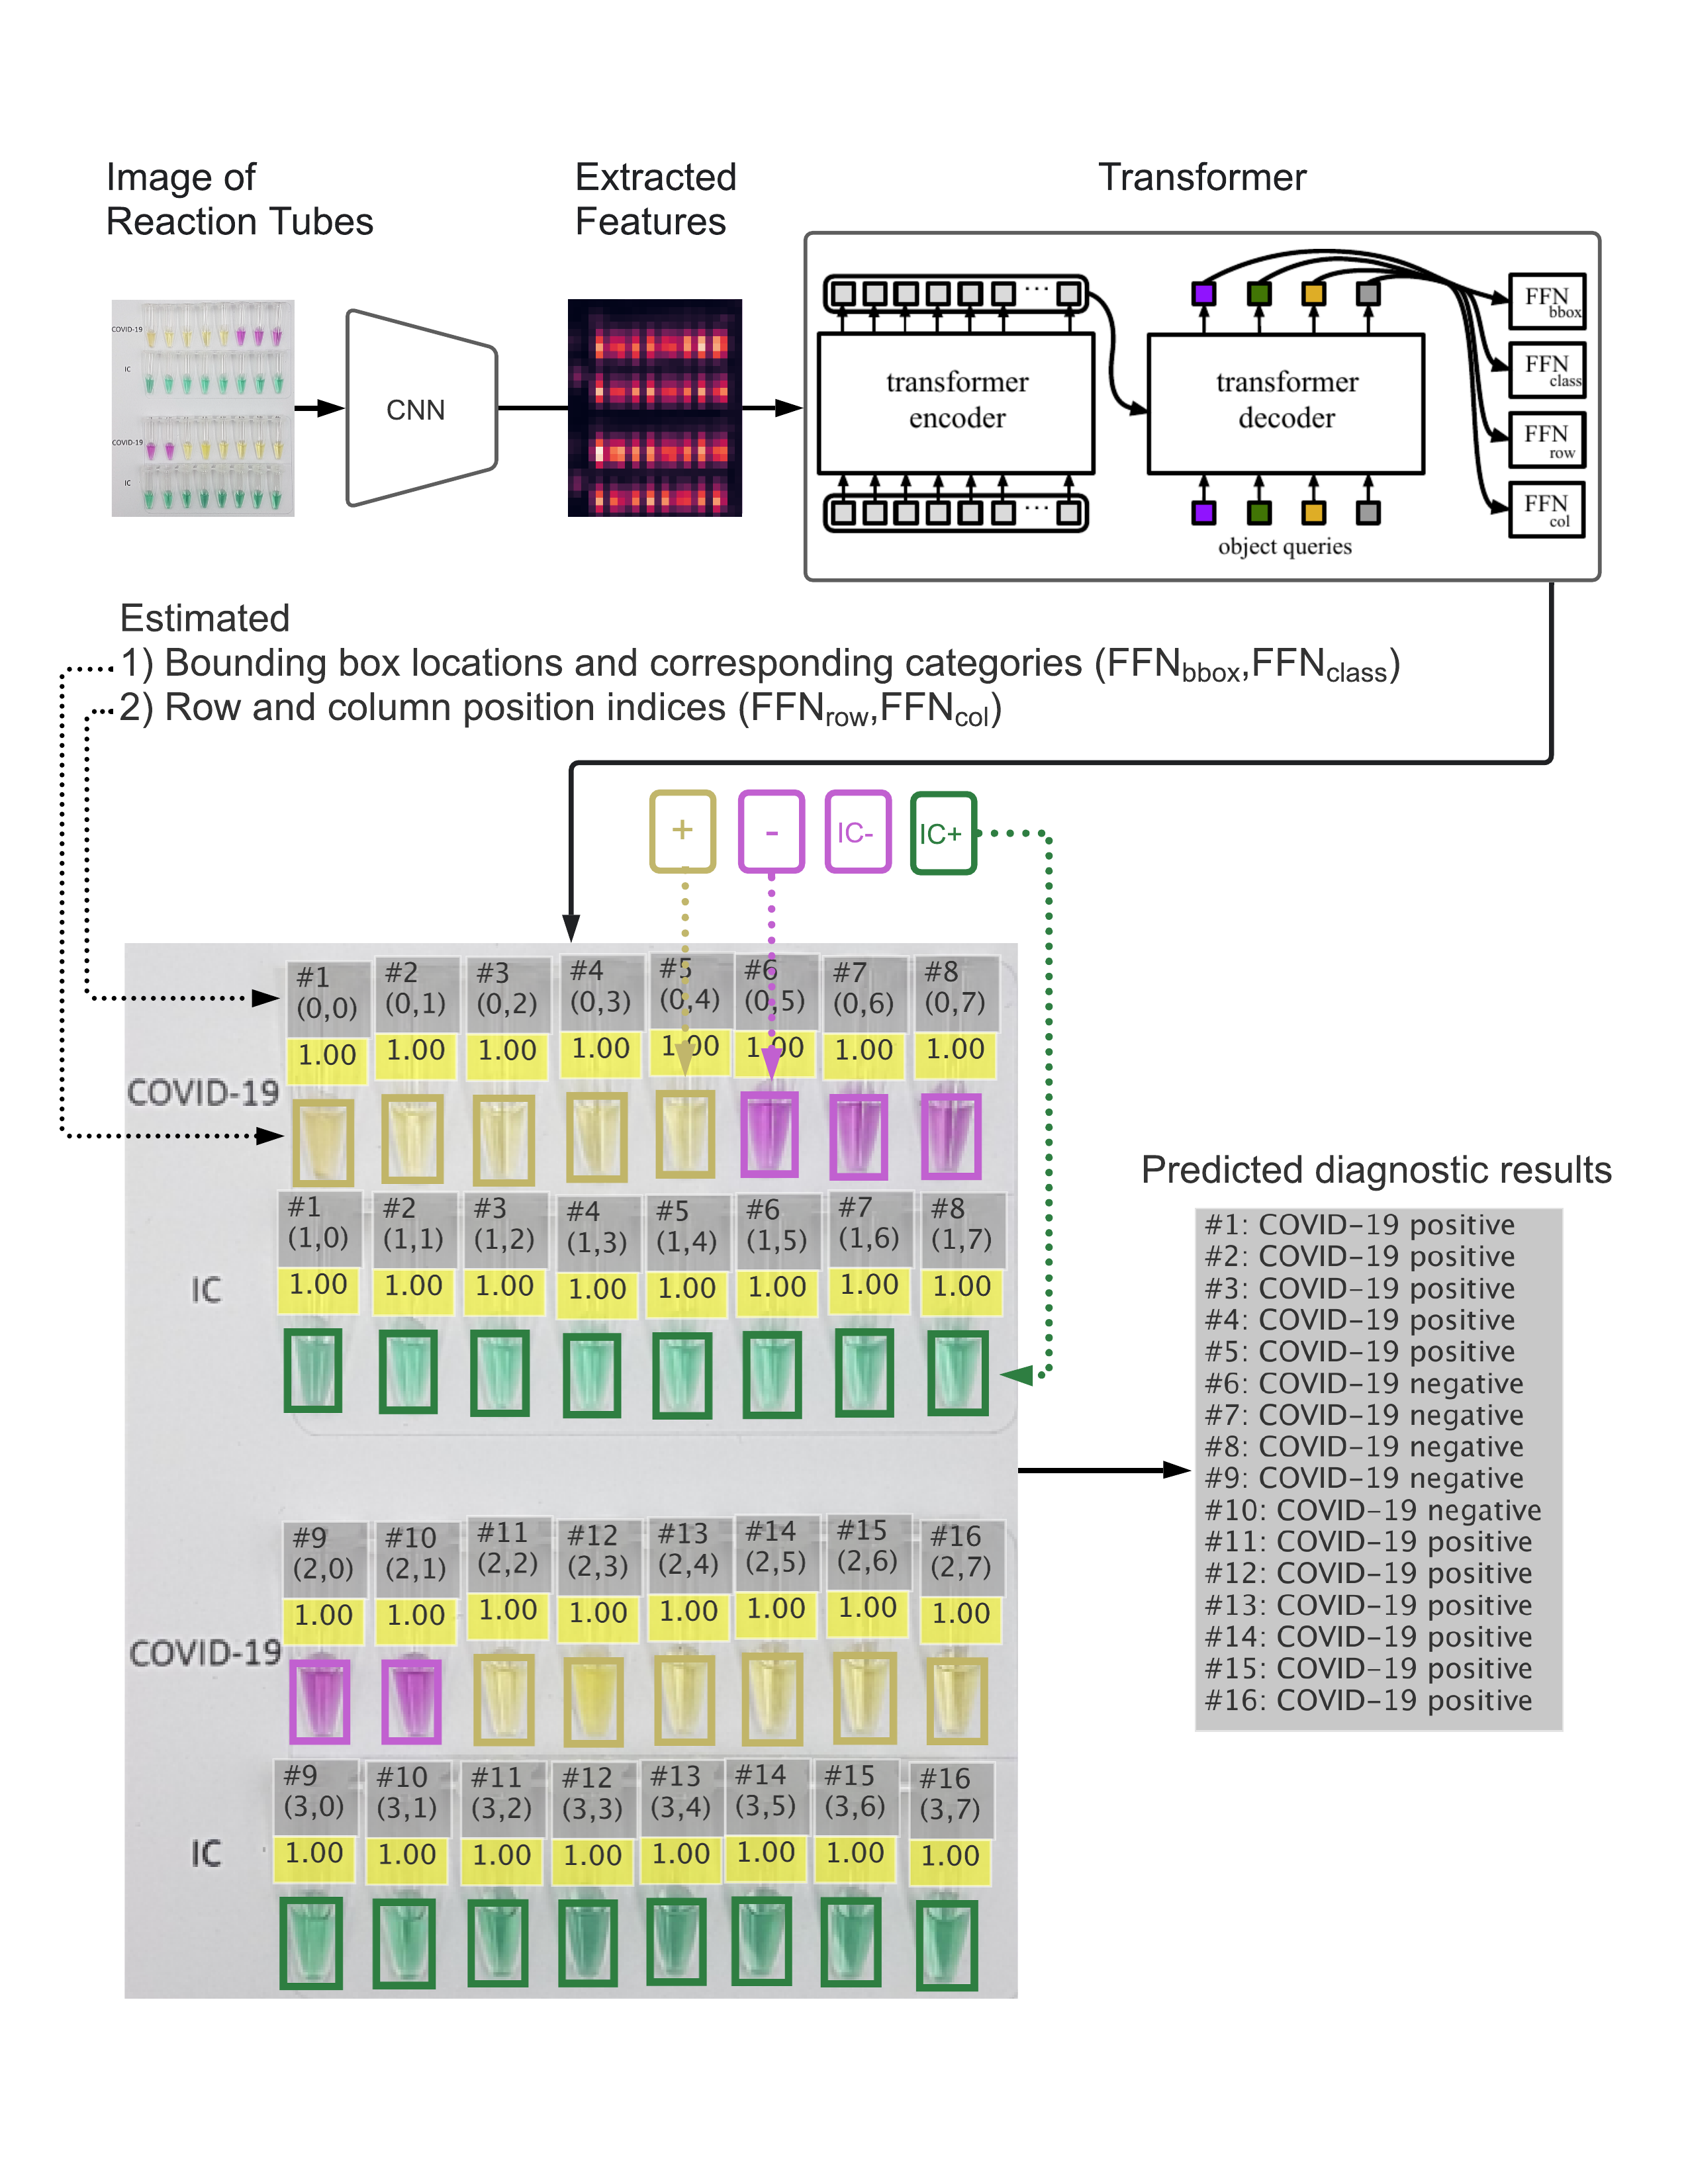 Image of
Reaction Tubes
Extracted
Features
Transformer
COVID-19
IC
COVID-19
IC
CNN
transformer
encoder
...
...
transformer
decoder
object queries
FFN bbox
FFN class
FFN row
FFN col
Estimated
1) Bounding box locations and corresponding categories (FFNbbox,FFNclass)
2) Row and column position indices (FFNrow,FFNcol)
+ - IC- IC+
#1 #2 #3 #4 #5 #6 #7 #8
(0,0) (0,1) (0,2) (0,3) (0,4) (0,5) (0,6) (0,7)
1.00 1.00 1.00 1.00 1.00 1.00 1.00 1.00
COVID-19
#1 #2 #3 #4 #5 #6 #7 #8
(1,0) (1,1) (1,2) (1,3) (1,4) (1,5) (1,6) (1,7)
1.00 1.00 1.00 1.00 1.00 1.00 1.00 1.00
IC
#9 #10 #11 #12 #13 #14 #15 #16
(2,0) (2,1) (2,2) (2,3) (2,4) (2,5) (2,6) (2,7)
1.00 1.00 1.00 1.00 1.00 1.00 1.00 1.00
COVID-19
#9 #10 #11 #12 #13 #14 #15 #16
(3,0) (3,1) (3,2) (3,3) (3,4) (3,5) (3,6) (3,7)
1.00 1.00 1.00 1.00 1.00 1.00 1.00 1.00
IC
Predicted diagnostic results
#1: COVID-19 positive
#2: COVID-19 positive
#3: COVID-19 positive
#4: COVID-19 positive
#5: COVID-19 positive
#6: COVID-19 negative
#7: COVID-19 negative
#8: COVID-19 negative
#9: COVID-19 negative
#10: COVID-19 negative
#11: COVID-19 positive
#12: COVID-19 positive
#13: COVID-19 positive
#14: COVID-19 positive
#15: COVID-19 positive
#16: COVID-19 positive